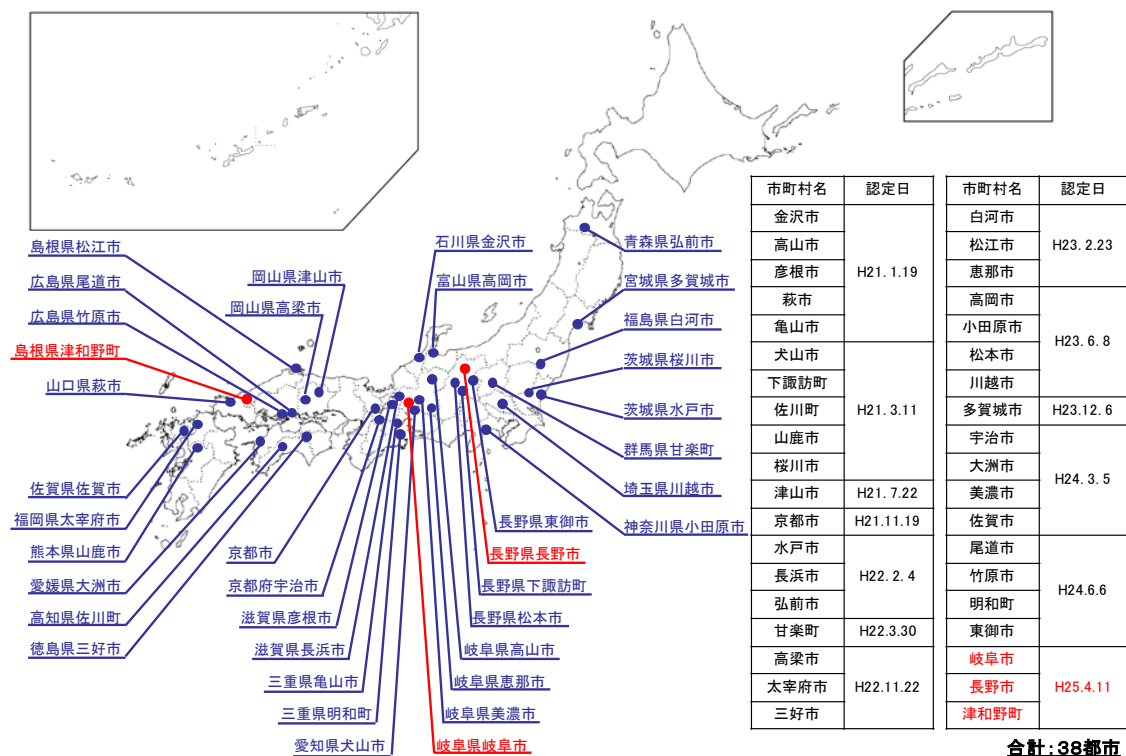 島根県松江市
広島県尾道市
広島県竹原市
島根県津和野町
山口県萩市
岡山県津山市
岡山県高梁市
石川県金沢市
富山県高岡市
青森県弘前市
宮城県多賀城市
福島県白河市
茨城県桜川市
茨城県水戸市
群馬県甘楽町
埼玉県川越市
神奈川県小田原市
佐賀県佐賀市
福岡県太宰府市
熊本県山鹿市
愛媛県大洲市
高知県佐川町
徳島県三好市
京都市
京都府宇治市
滋賀県彦根市
滋賀県長浜市
三重県亀山市
三重県明和町
愛知県犬山市
長野県東御市
長野県長野市
長野県下諏訪町
長野県松本市
岐阜県高山市
岐阜県恵那市
岐阜県美濃市
岐阜県岐阜市
市町村名 認定日
金沢市
高山市
彦根市 H21.1.19
萩市
亀山市
犬山市
下諏訪町
佐川町 H21.3.11
山鹿市
桜川市
津山市 H21.7.22
京都市 H21.11.19
水戸市
長浜市 H22.2.4
弘前市
甘楽町 H22.3.30
高梁市
太宰府市 H22.11.22
三好市
市町村名 認定日
白河市
松江市 H23.2.23
恵那市
高岡市
小田原市
松本市 H23.6.8
川越市
多賀城市 H23.12.6
宇治市
大洲市
美濃市 H24.3.5
佐賀市
尾道市
竹原市
明和町 H24.6.6
東御市
岐阜市
長野市 H25.4.11
津和野町
合計:38都市